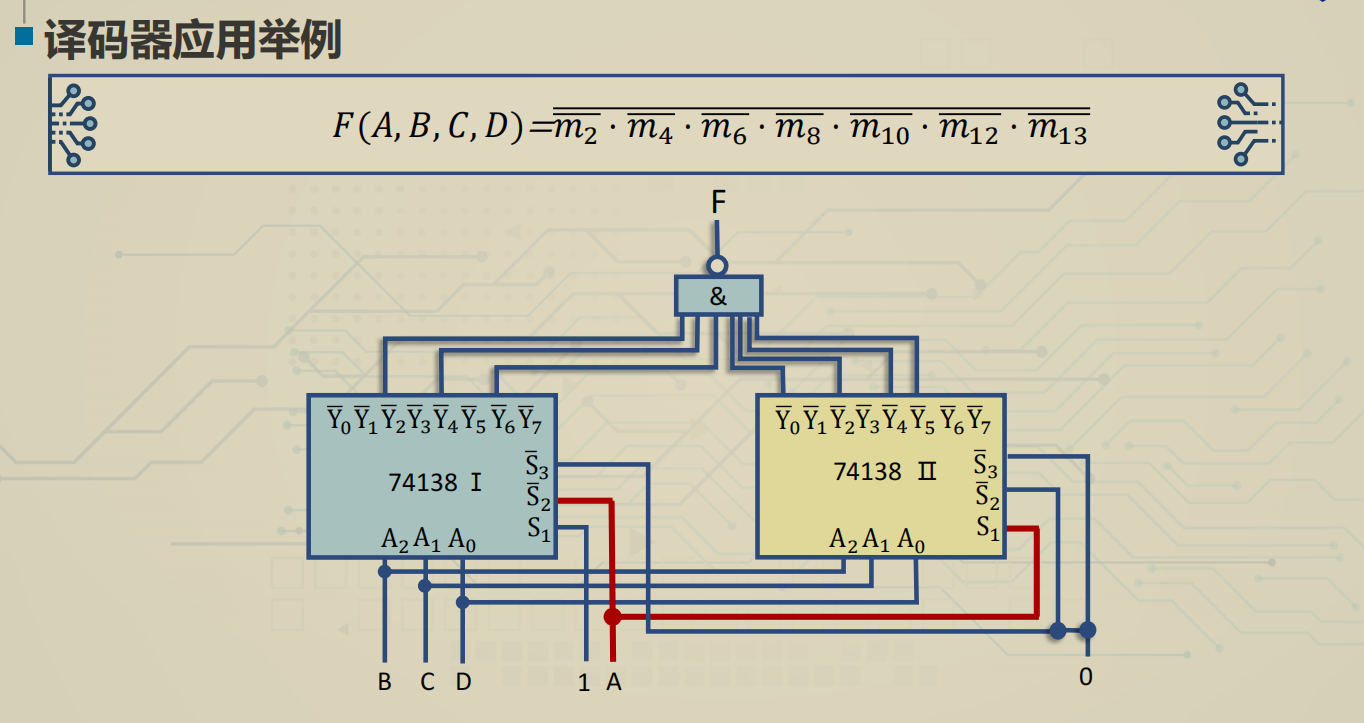 译码器应用举例
$F(A,B,C,D)=\overline{\overline{m_2}\cdot\overline{m_4}\cdot\overline{m_6}\cdot\overline{m_8}\cdot\overline{m_{10}}\cdot\overline{m_{12}}\cdot\overline{m_{13}}}$
F
&
$\overline{Y}_0\overline{Y}_1\overline{Y}_2\overline{Y}_3\overline{Y}_4\overline{Y}_5\overline{Y}_6\overline{Y}_7$
$\overline{S}_3$
74138 Ⅰ
$\overline{S}_2$
$S_1$
$A_2 A_1 A_0$
$\overline{Y}_0\overline{Y}_1\overline{Y}_2\overline{Y}_3\overline{Y}_4\overline{Y}_5\overline{Y}_6\overline{Y}_7$
$\overline{S}_3$
74138 Ⅱ
$\overline{S}_2$
$S_1$
$A_2 A_1 A_0$
B C D 1 A 0